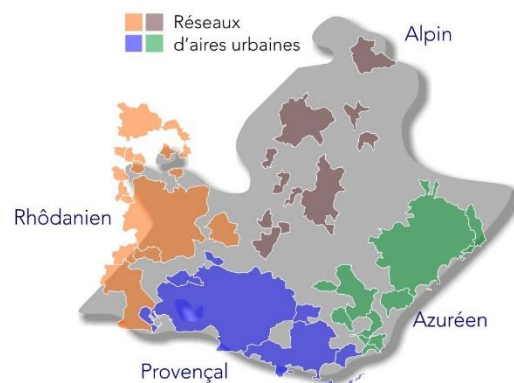 Réseaux
d'aires urbaines
Alpin
Rhôdanien
Azuréen
Provençal